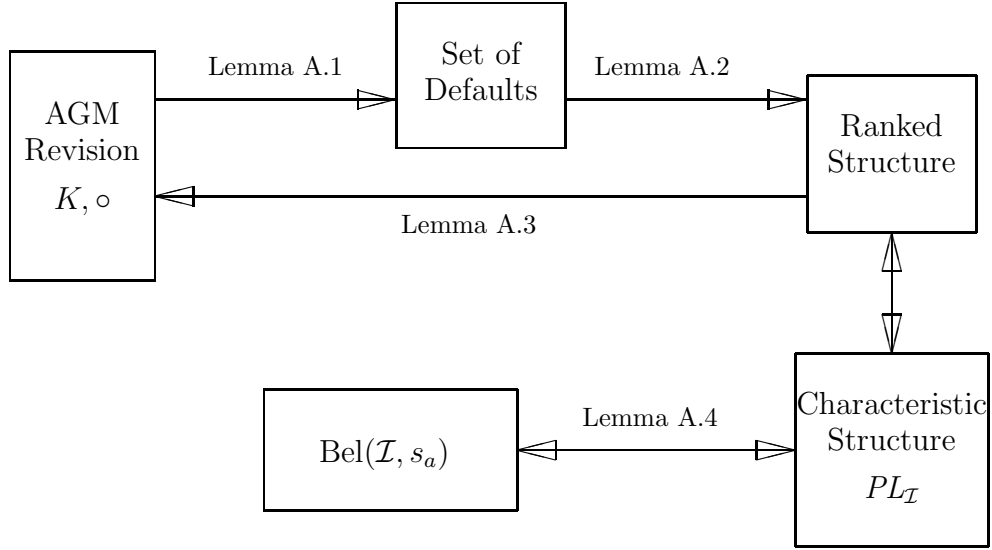 AGM
Revision
K, ∘
Lemma A.1
Set of
Defaults
Lemma A.2
Ranked
Structure
Lemma A.3
Bel(ℐ, sₐ)
Lemma A.4
Characteristic
Structure
PL_ℐ